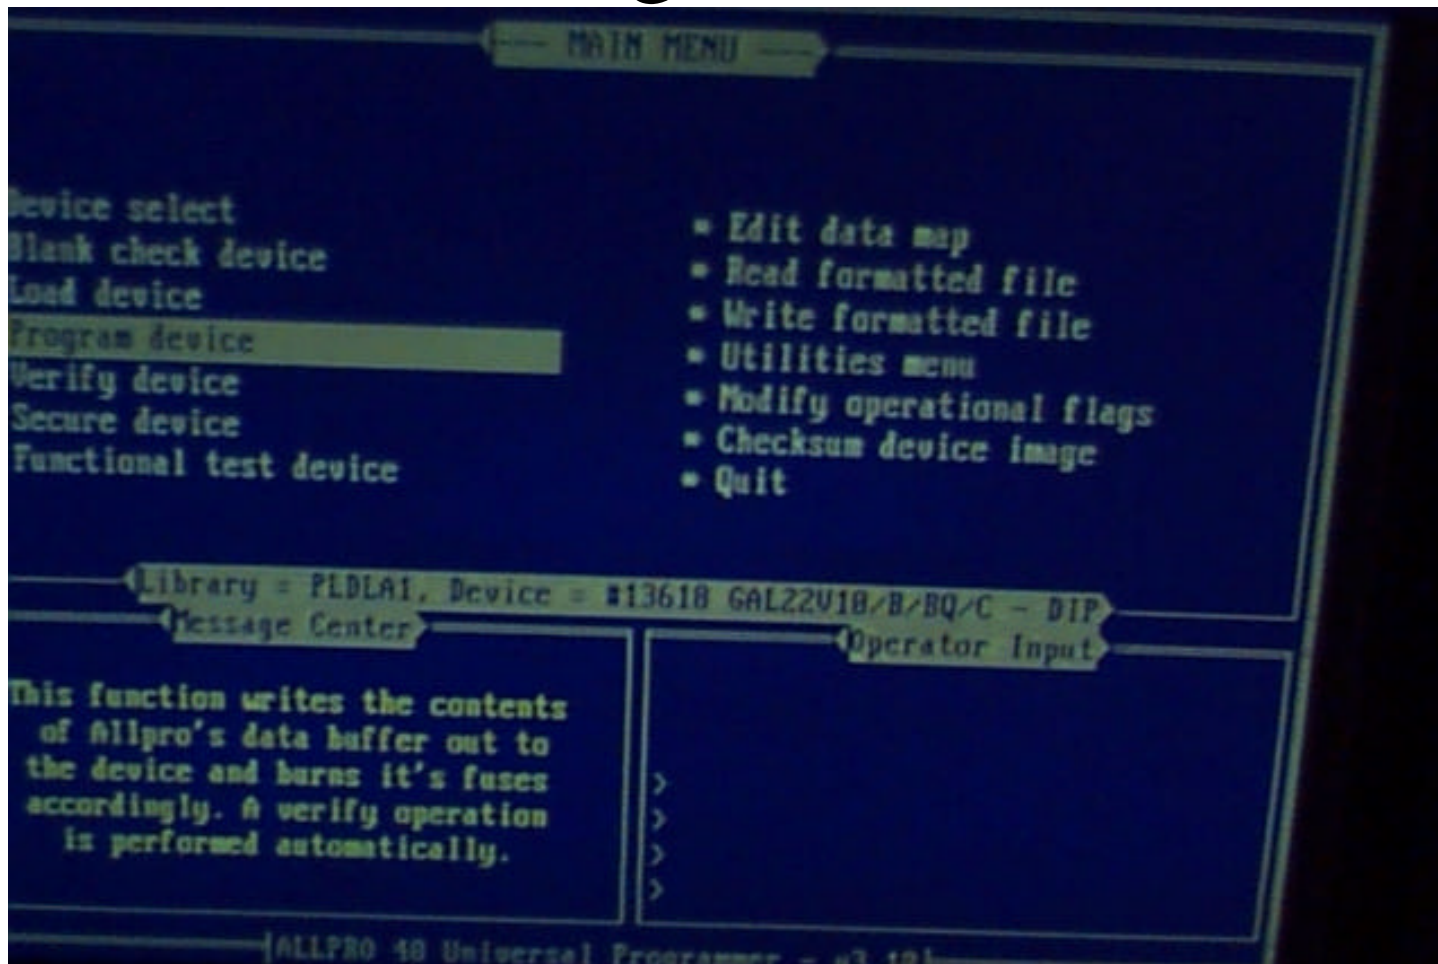 MAIN MENU
Device select
Blank check device
Load device
Program device
Verify device
Secure device
Functional test device
▪ Edit data map
▪ Read formatted file
▪ Write formatted file
▪ Utilities menu
▪ Modify operational flags
▪ Checksum device image
▪ Quit
Library = PLDLA1, Device = #13618 GAL22V10/B/BQ/C - DIP
Message Center
This function writes the contents
of Allpro's data buffer out to
the device and burns it's fuses
accordingly. A verify operation
is performed automatically.
Operator Input
>
>
>
>
ALLPRO 40 Universal Programmer -